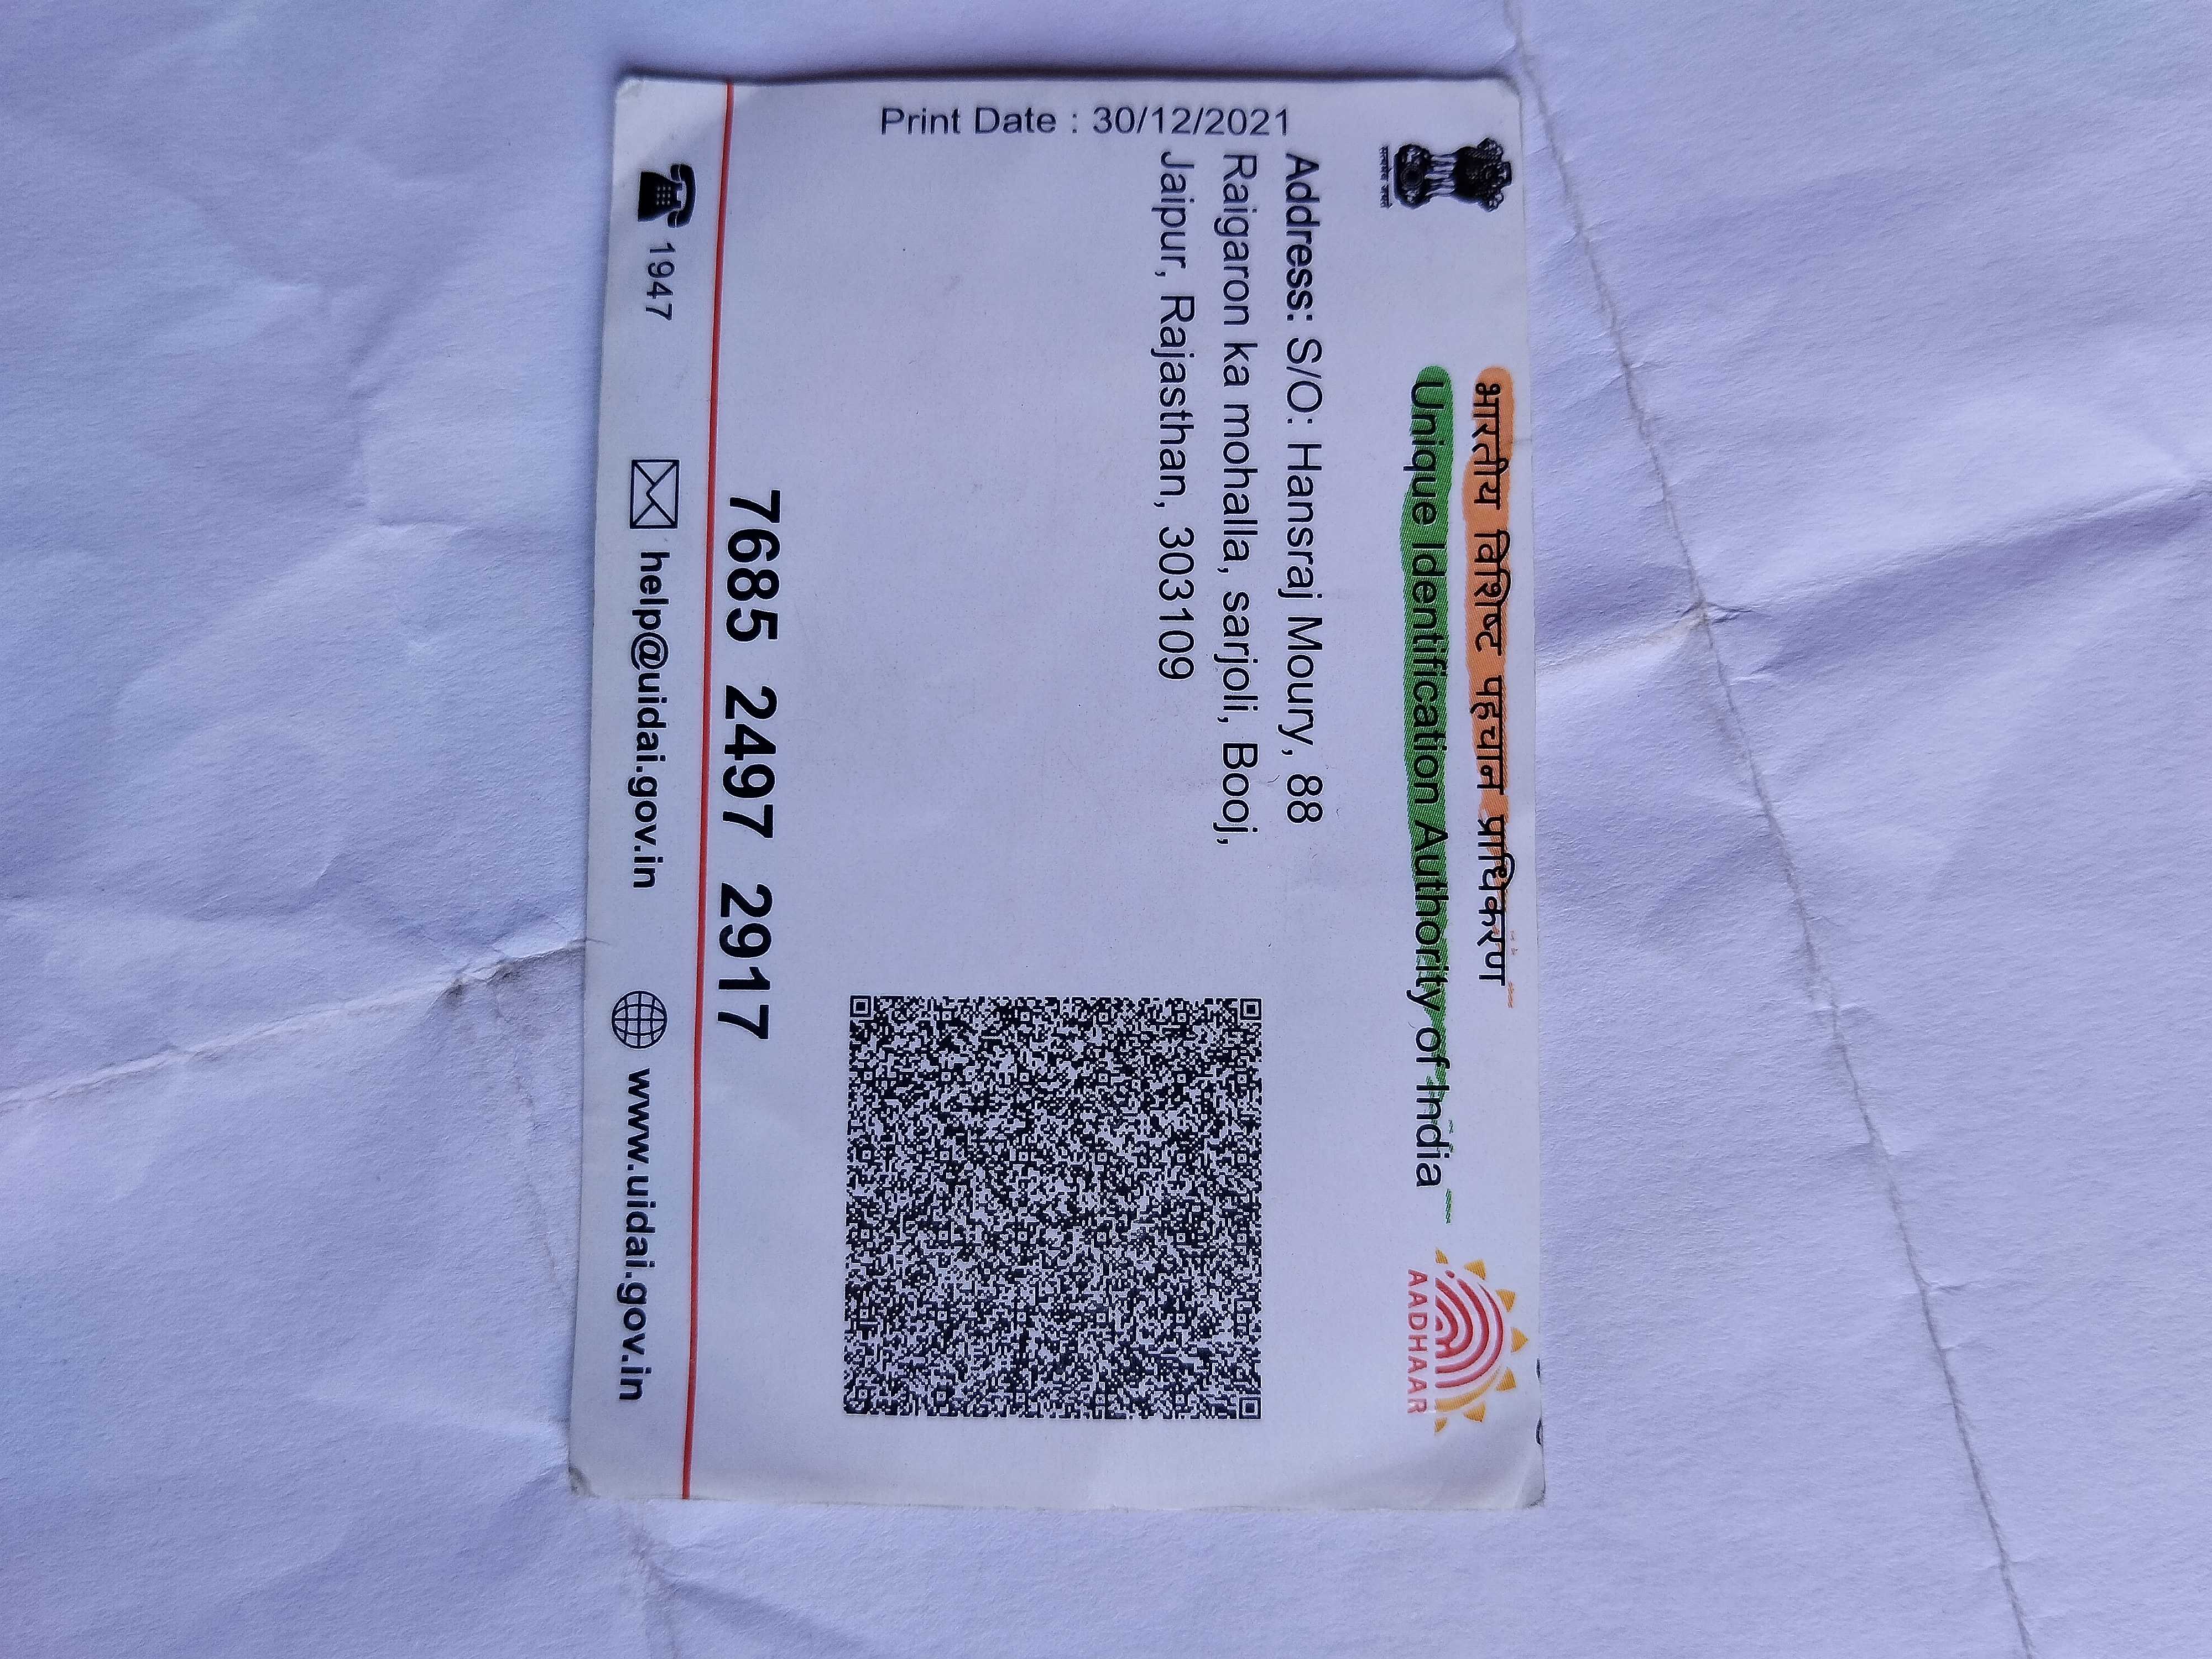 भारतीय विशिष्ट पहचान प्राधिकरण
Unique Identification Authority of India
AADHAAR
सत्यमेव जयते
Print Date : 30/12/2021
Address: S/O: Hansraj Moury, 88
Raigaron ka mohalla, sarjoli, Booj,
Jaipur, Rajasthan, 303109
7685 2497 2917
1947
help@uidai.gov.in
www.uidai.gov.in